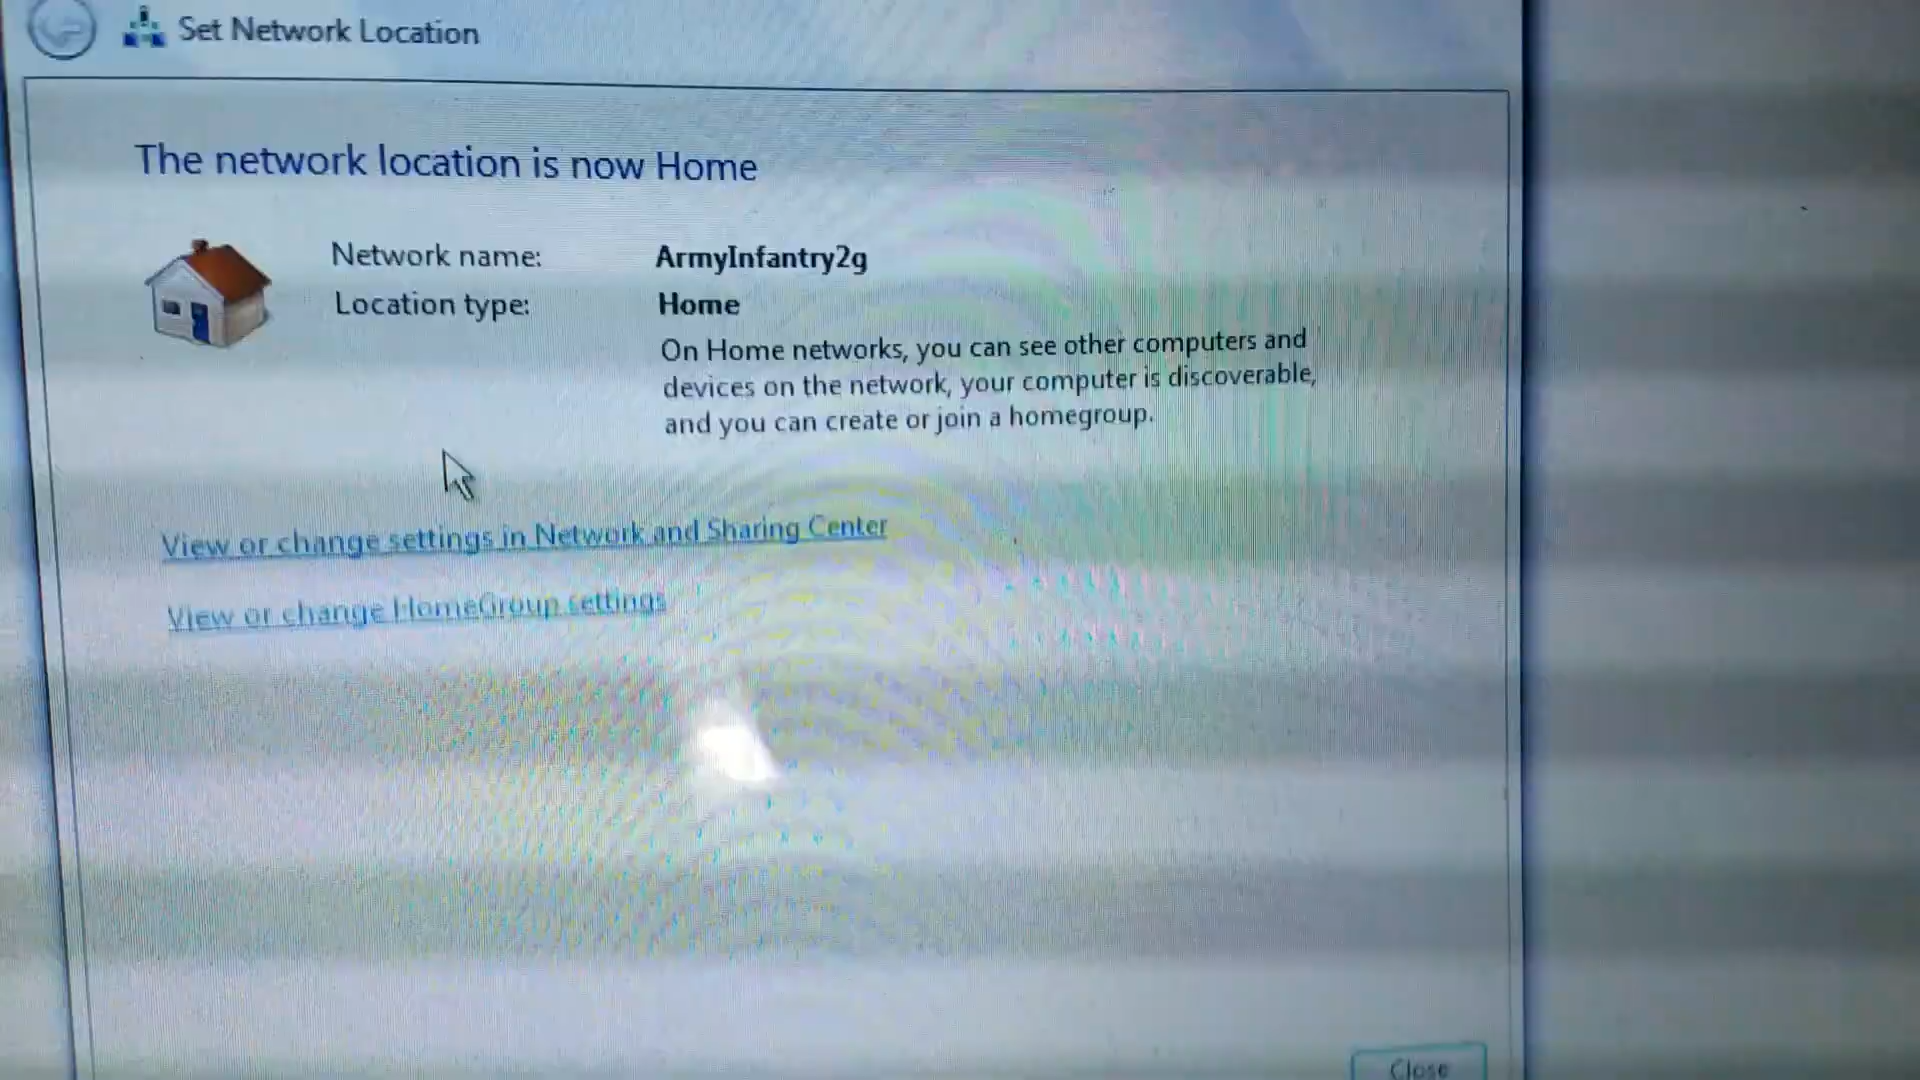 Set Network Location
The network location is now Home
Network name: ArmyInfantry2g
Location type: Home
On Home networks, you can see other computers and
devices on the network, your computer is discoverable,
and you can create or join a homegroup.
View or change settings in Network and Sharing Center
View or change HomeGroup settings
Close